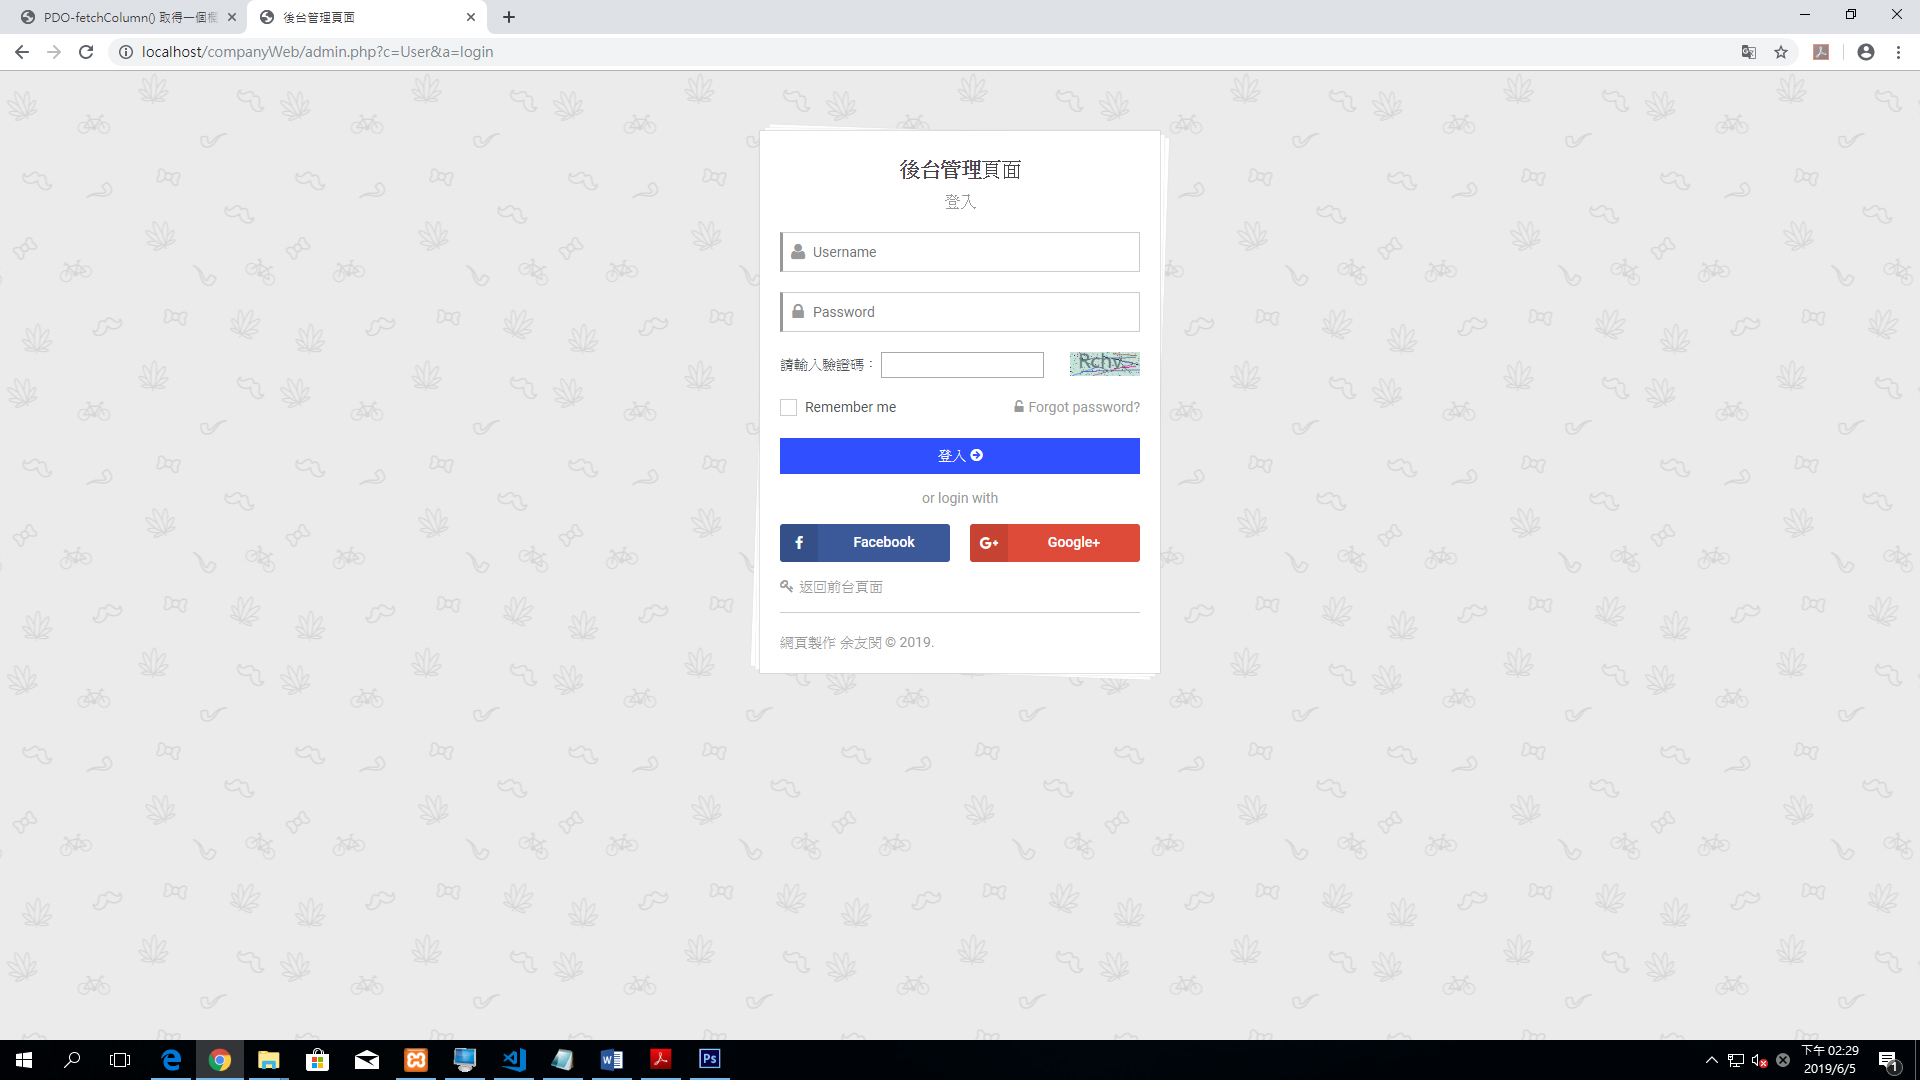 PDO-fetchColumn() 取得一個欄
後台管理頁面
localhost/companyWeb/admin.php?c=User&a=login
後台管理頁面
登入
Username
Password
請輸入驗證碼：
Rchv
Remember me
Forgot password?
登入
or login with
Facebook
G+ Google+
返回前台頁面
網頁製作 余友閔 © 2019.
下午 02:29
2019/6/5
1